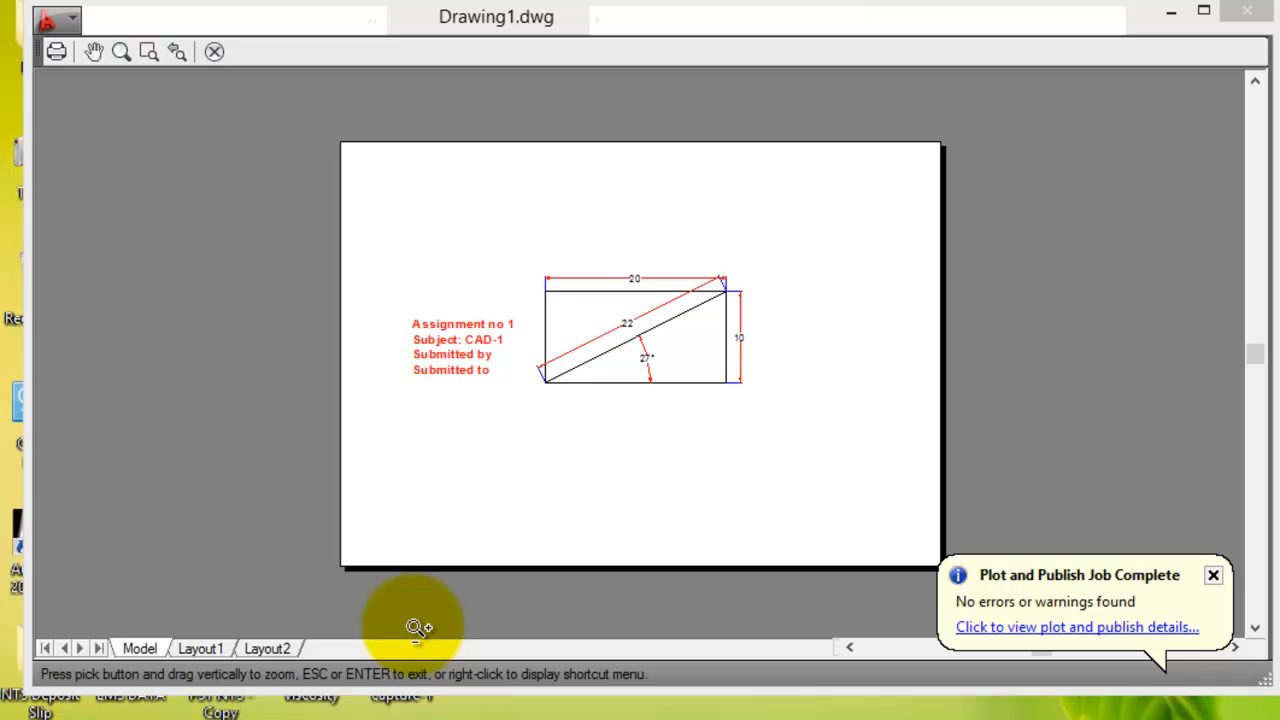 Drawing1.dwg
20
22
10
27°
Assignment no 1
Subject: CAD-1
Submitted by
Submitted to
Plot and Publish Job Complete
No errors or warnings found
Click to view plot and publish details...
Model
Layout1
Layout2
Press pick button and drag vertically to zoom, ESC or ENTER to exit, or right-click to display shortcut menu.
Slip
Copy